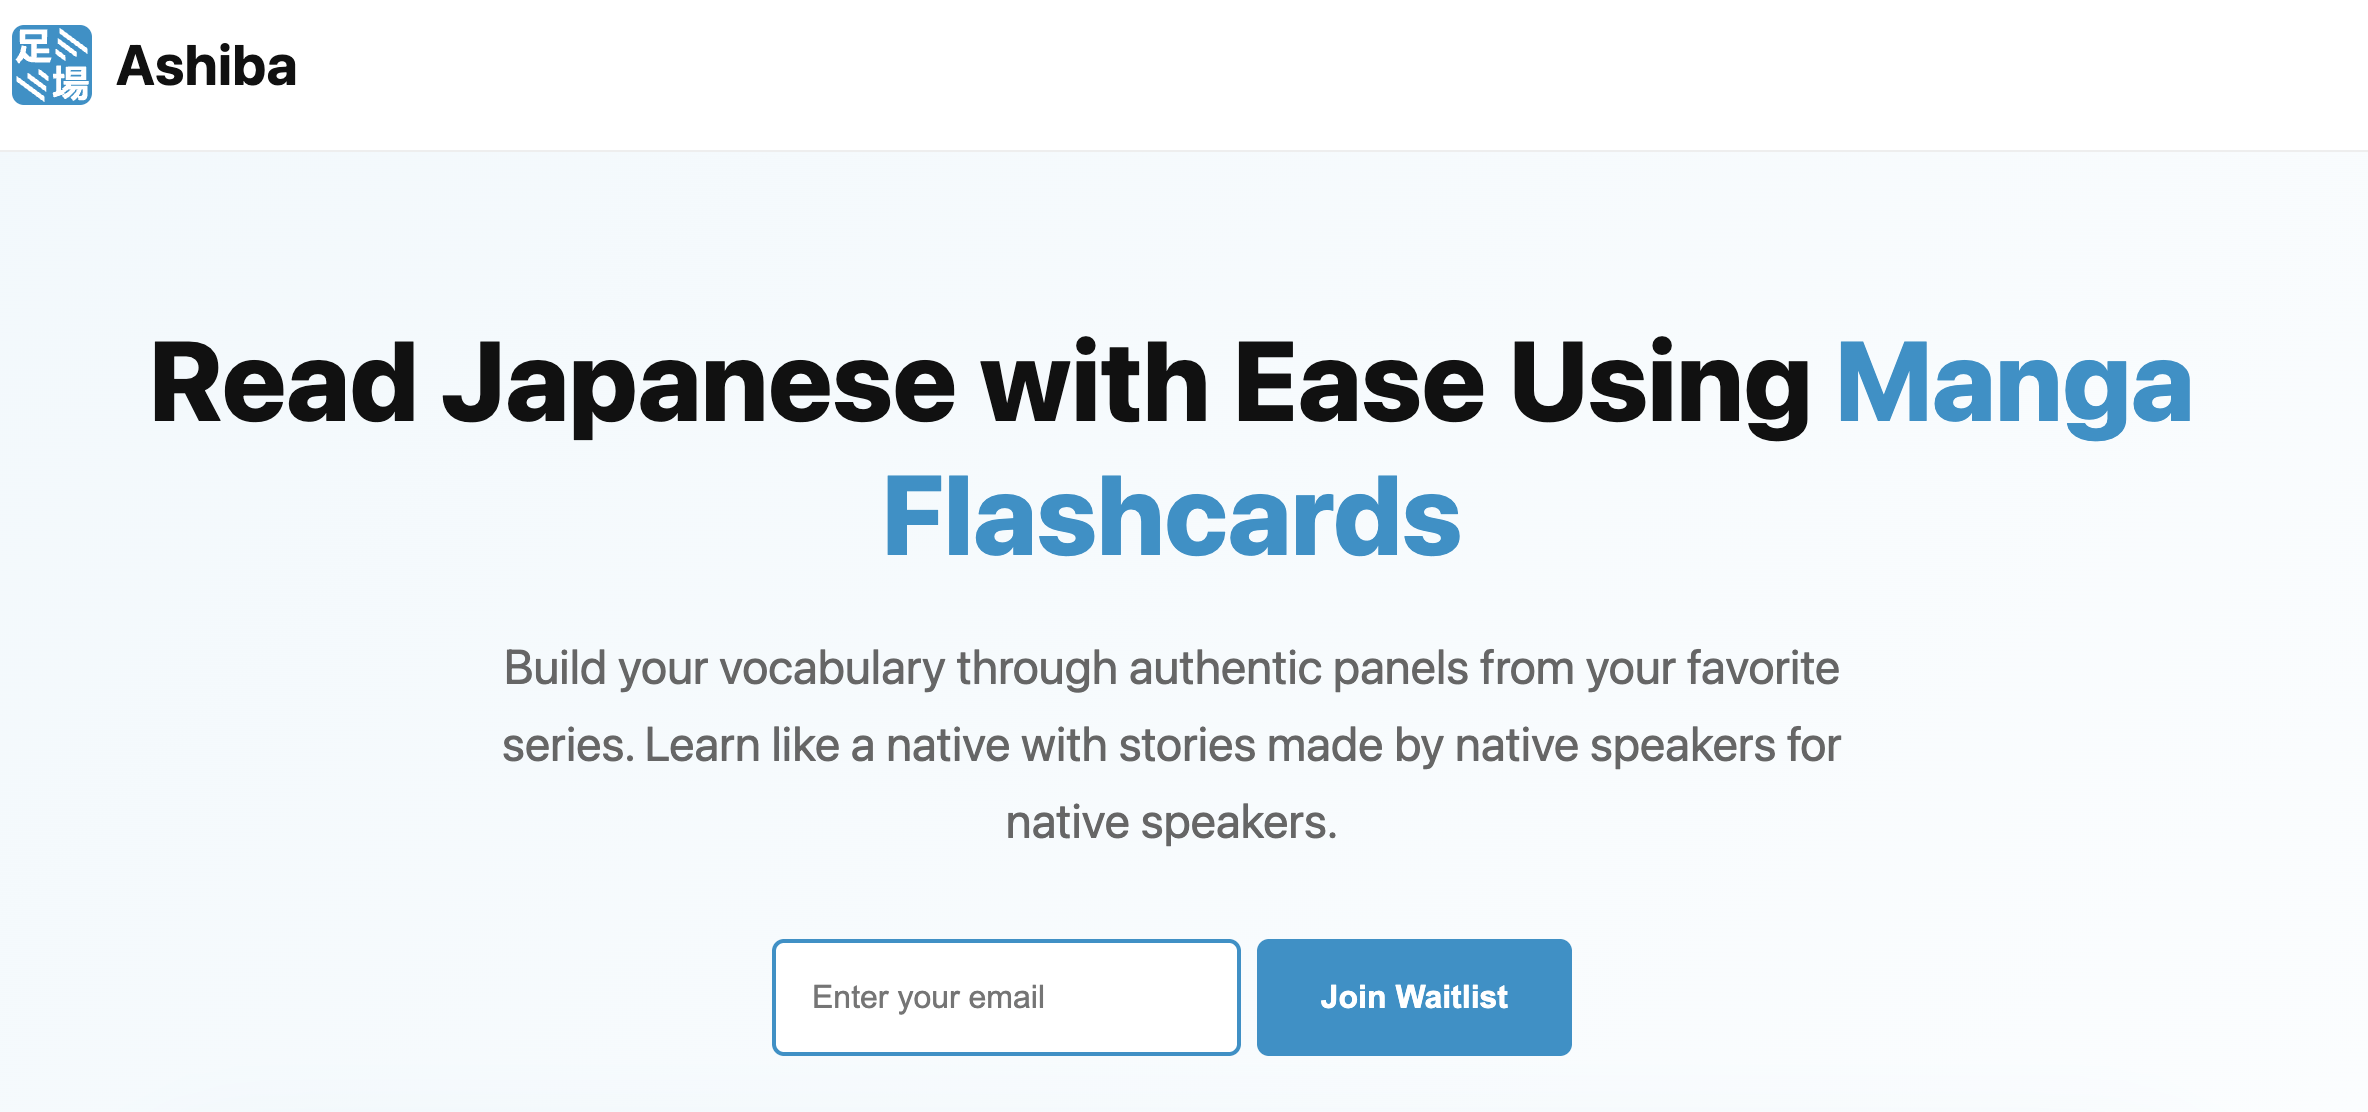 足場
Ashiba
Read Japanese with Ease Using Manga
Flashcards
Build your vocabulary through authentic panels from your favorite
series. Learn like a native with stories made by native speakers for
native speakers.
Enter your email
Join Waitlist